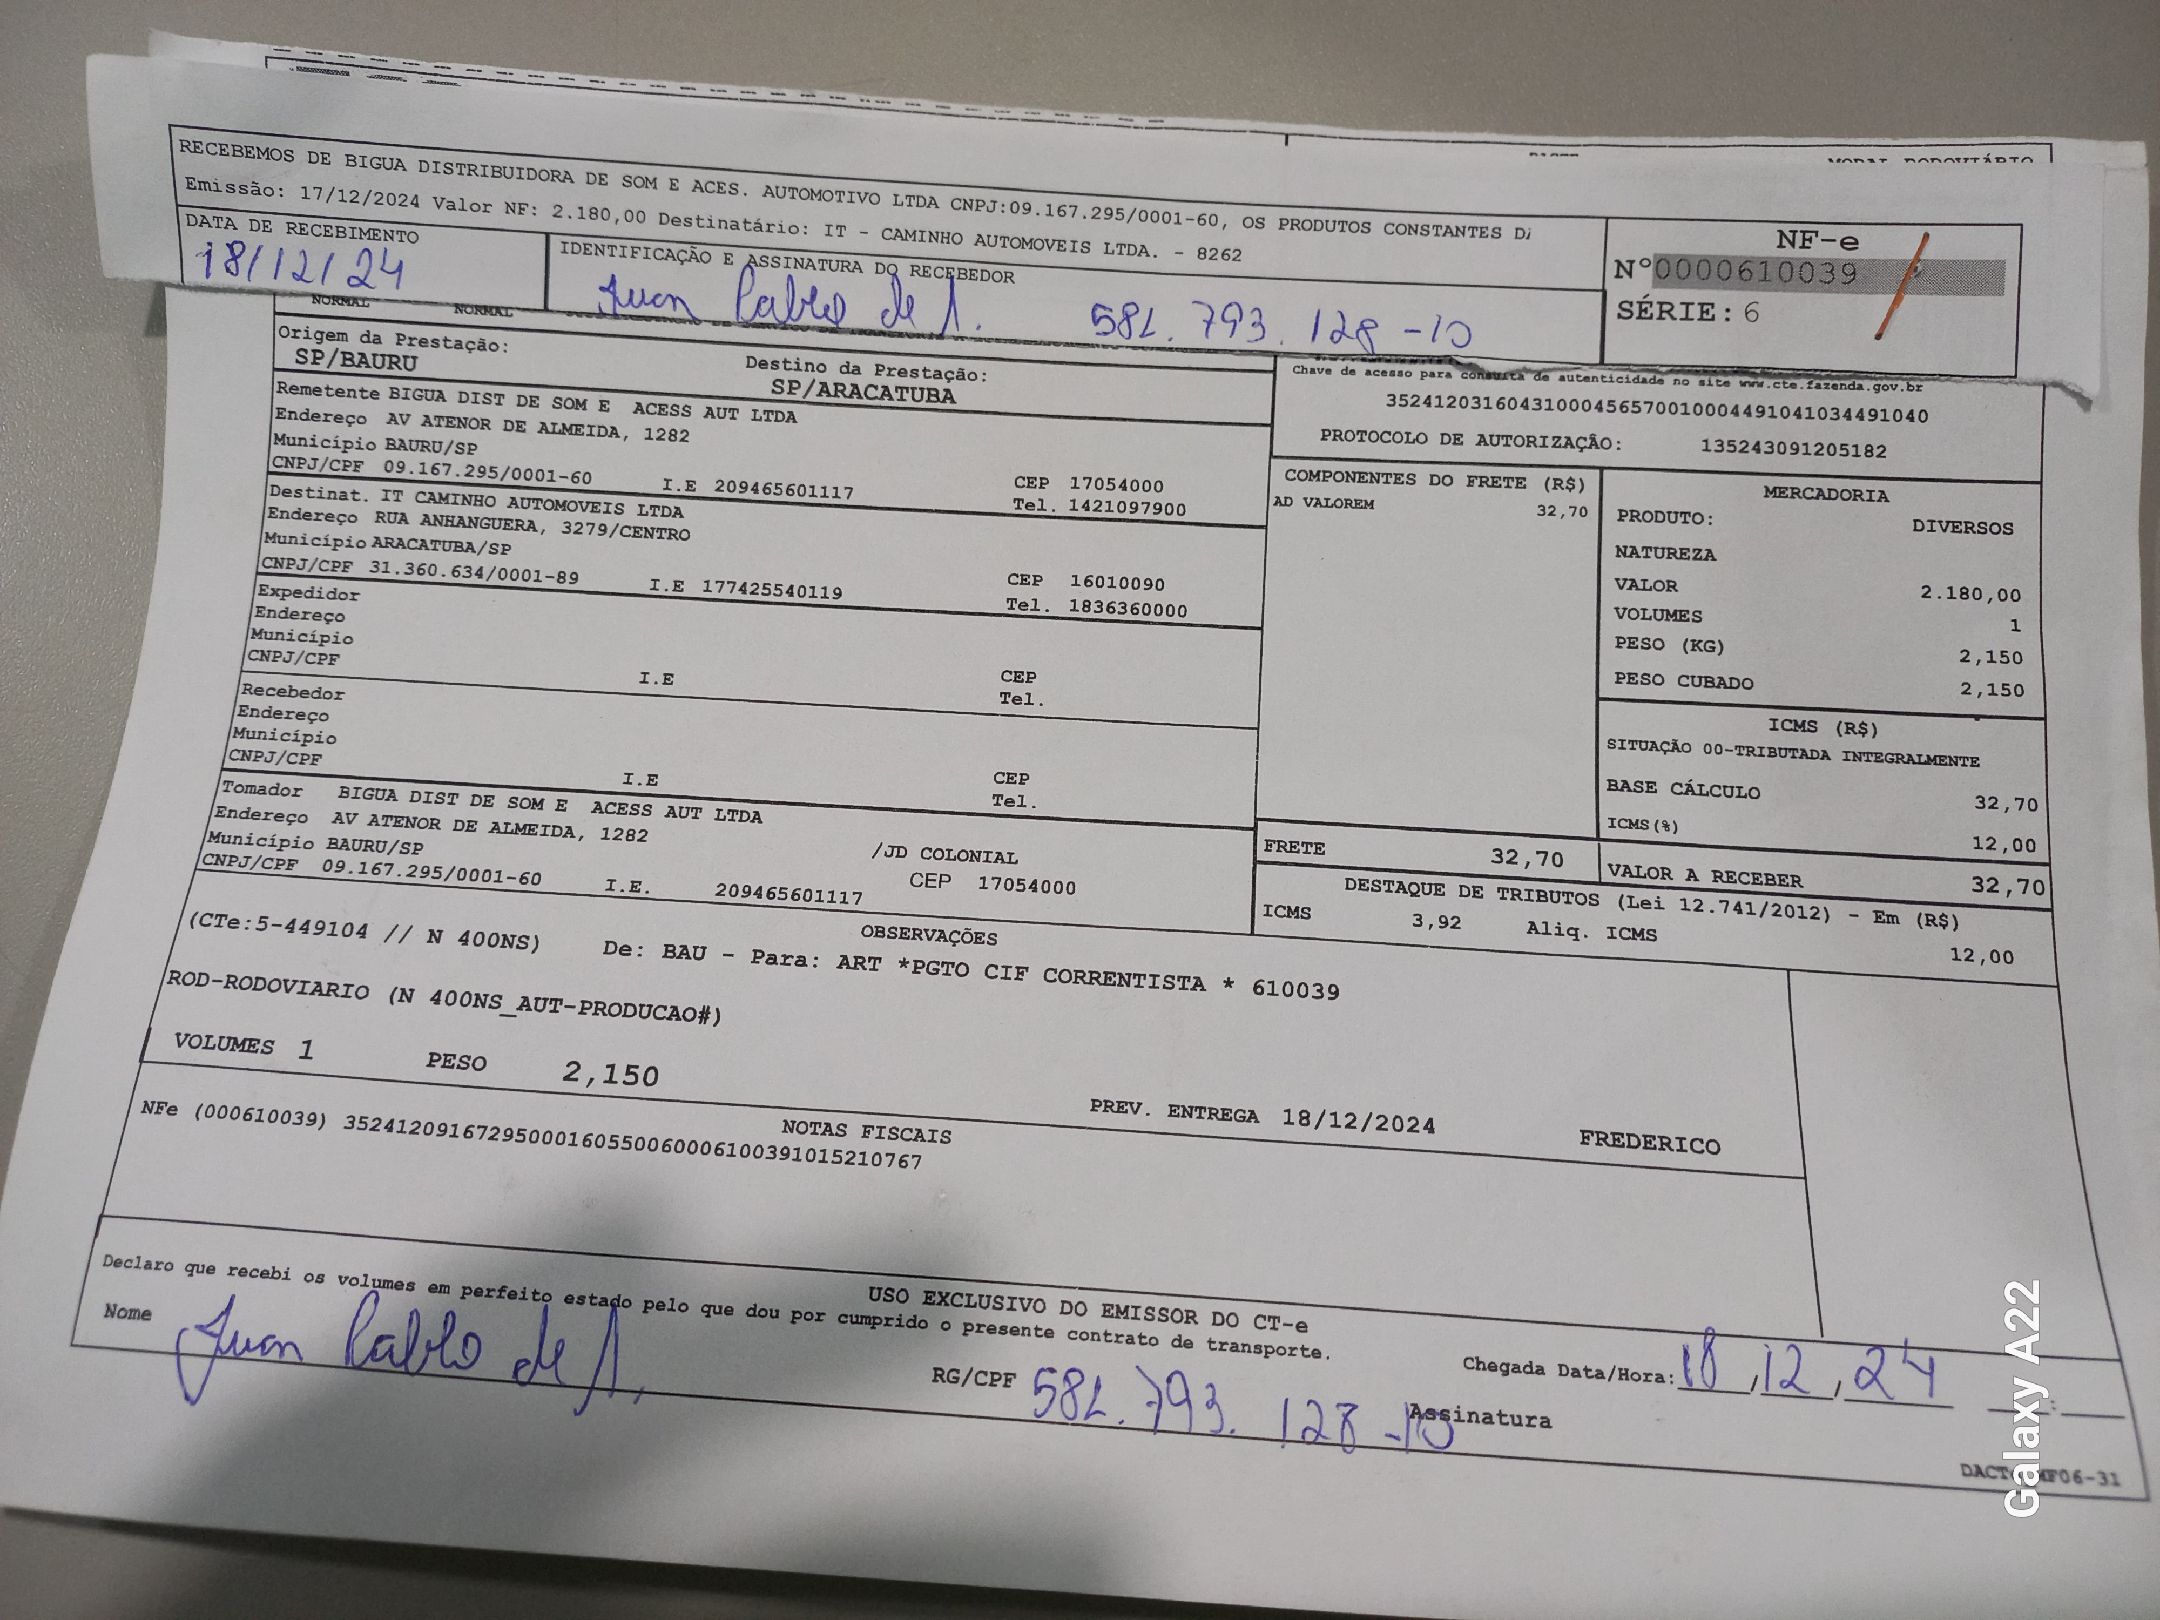 RECEBEMOS DE BIGUA DISTRIBUIDORA DE SOM E ACES. AUTOMOTIVO LTDA CNPJ:09.167.295/0001-60, OS PRODUTOS CONSTANTES
Emissão: 17/12/2024 Valor NF: 2.180,00 Destinatário: IT - CAMINHO AUTOMOVEIS LTDA. - 8262
DATA DE RECEBIMENTO
18/12/24
IDENTIFICAÇÃO E ASSINATURA DO RECEBEDOR
Juan Pablo de A. 581.793.128-10
NF-e
Nº0000610039
SÉRIE: 6
NORMAL NORMAL
Origem da Prestação:
SP/BAURU
Destino da Prestação:
SP/ARACATUBA
Chave de acesso para consulta de autenticidade no site www.cte.fazenda.gov.br
35241203160431000456570010004491041034491040
PROTOCOLO DE AUTORIZAÇÃO: 135243091205182
Remetente BIGUA DIST DE SOM E ACESS AUT LTDA
Endereço AV ATENOR DE ALMEIDA, 1282
Município BAURU/SP
CNPJ/CPF 09.167.295/0001-60 I.E 209465601117
CEP 17054000
Tel. 1421097900
Destinat. IT CAMINHO AUTOMOVEIS LTDA
Endereço RUA ANHANGUERA, 3279/CENTRO
Município ARACATUBA/SP
CNPJ/CPF 31.360.634/0001-89 I.E 177425540119
CEP 16010090
Tel. 1836360000
Expedidor
Endereço
Município
CNPJ/CPF
I.E
CEP
Tel.
Recebedor
Endereço
Município
CNPJ/CPF
I.E
CEP
Tel.
Tomador BIGUA DIST DE SOM E ACESS AUT LTDA
Endereço AV ATENOR DE ALMEIDA, 1282
Município BAURU/SP /JD COLONIAL
CNPJ/CPF 09.167.295/0001-60 I.E. 209465601117 CEP 17054000
COMPONENTES DO FRETE (R$)
AD VALOREM 32,70
MERCADORIA
PRODUTO: DIVERSOS
NATUREZA
VALOR 2.180,00
VOLUMES 1
PESO (KG) 2,150
PESO CUBADO 2,150
ICMS (R$)
SITUAÇÃO 00-TRIBUTADA INTEGRALMENTE
BASE CÁLCULO 32,70
ICMS(%) 12,00
FRETE 32,70
VALOR A RECEBER 32,70
DESTAQUE DE TRIBUTOS (Lei 12.741/2012) - Em (R$)
ICMS 3,92 Aliq. ICMS 12,00
OBSERVAÇÕES
(CTe:5-449104 // N 400NS) De: BAU - Para: ART *PGTO CIF CORRENTISTA * 610039
ROD-RODOVIARIO (N 400NS_AUT-PRODUCAO#)
VOLUMES 1 PESO 2,150
PREV. ENTREGA 18/12/2024 FREDERICO
NOTAS FISCAIS
NFe (000610039) 35241209167295000160550060006100391015210767
USO EXCLUSIVO DO EMISSOR DO CT-e
Declaro que recebi os volumes em perfeito estado pelo que dou por cumprido o presente contrato de transporte.
Nome Juan Pablo de A.
RG/CPF 581.793.128-10
Chegada Data/Hora: 18,12,24 :
Assinatura
Galaxy A22